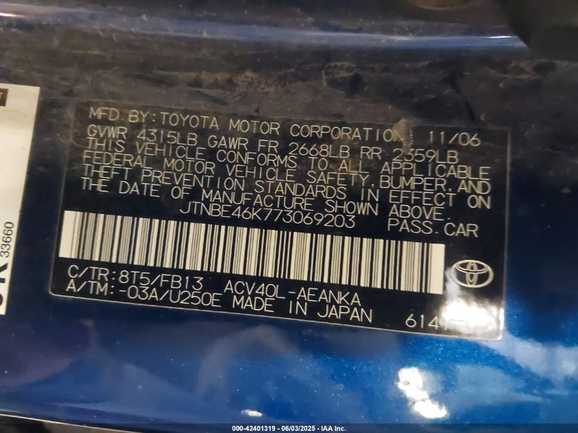 MFD. BY: TOYOTA MOTOR CORPORATION 11/06
GVWR 4315LB GAWR FR 2668LB RR 2359LB
THIS VEHICLE CONFORMS TO ALL APPLICABLE
FEDERAL MOTOR VEHICLE SAFETY, BUMPER, AND
THEFT PREVENTION STANDARDS IN EFFECT ON
THE DATE OF MANUFACTURE SHOWN ABOVE.
JTNBE46K773069203 PASS.CAR
C/TR: 8T5/FB13 ACV40L-AEANKA
A/TM: -03A/U250E MADE IN JAPAN
33660
000-42401319 - 06/03/2025 - IAA Inc.